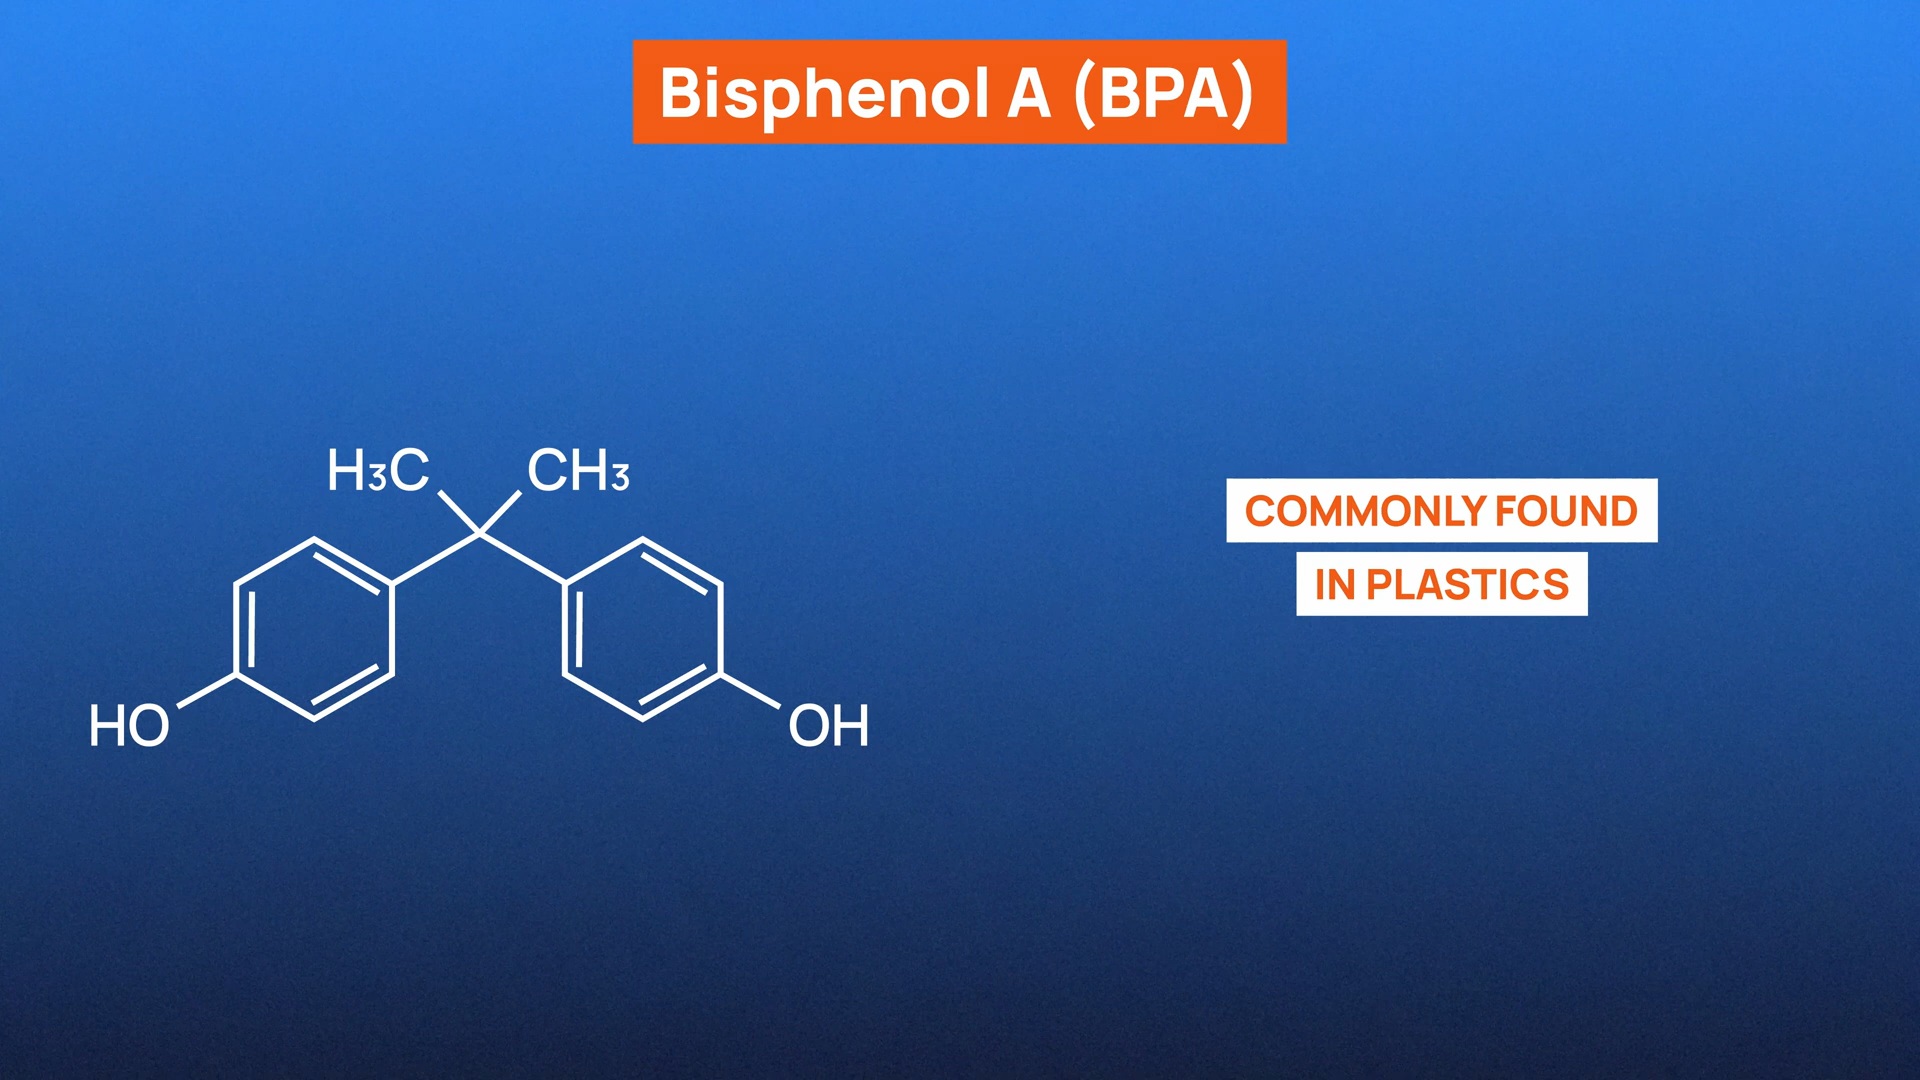 Bisphenol A (BPA)
H₃C CH₃
HO OH
COMMONLY FOUND
IN PLASTICS